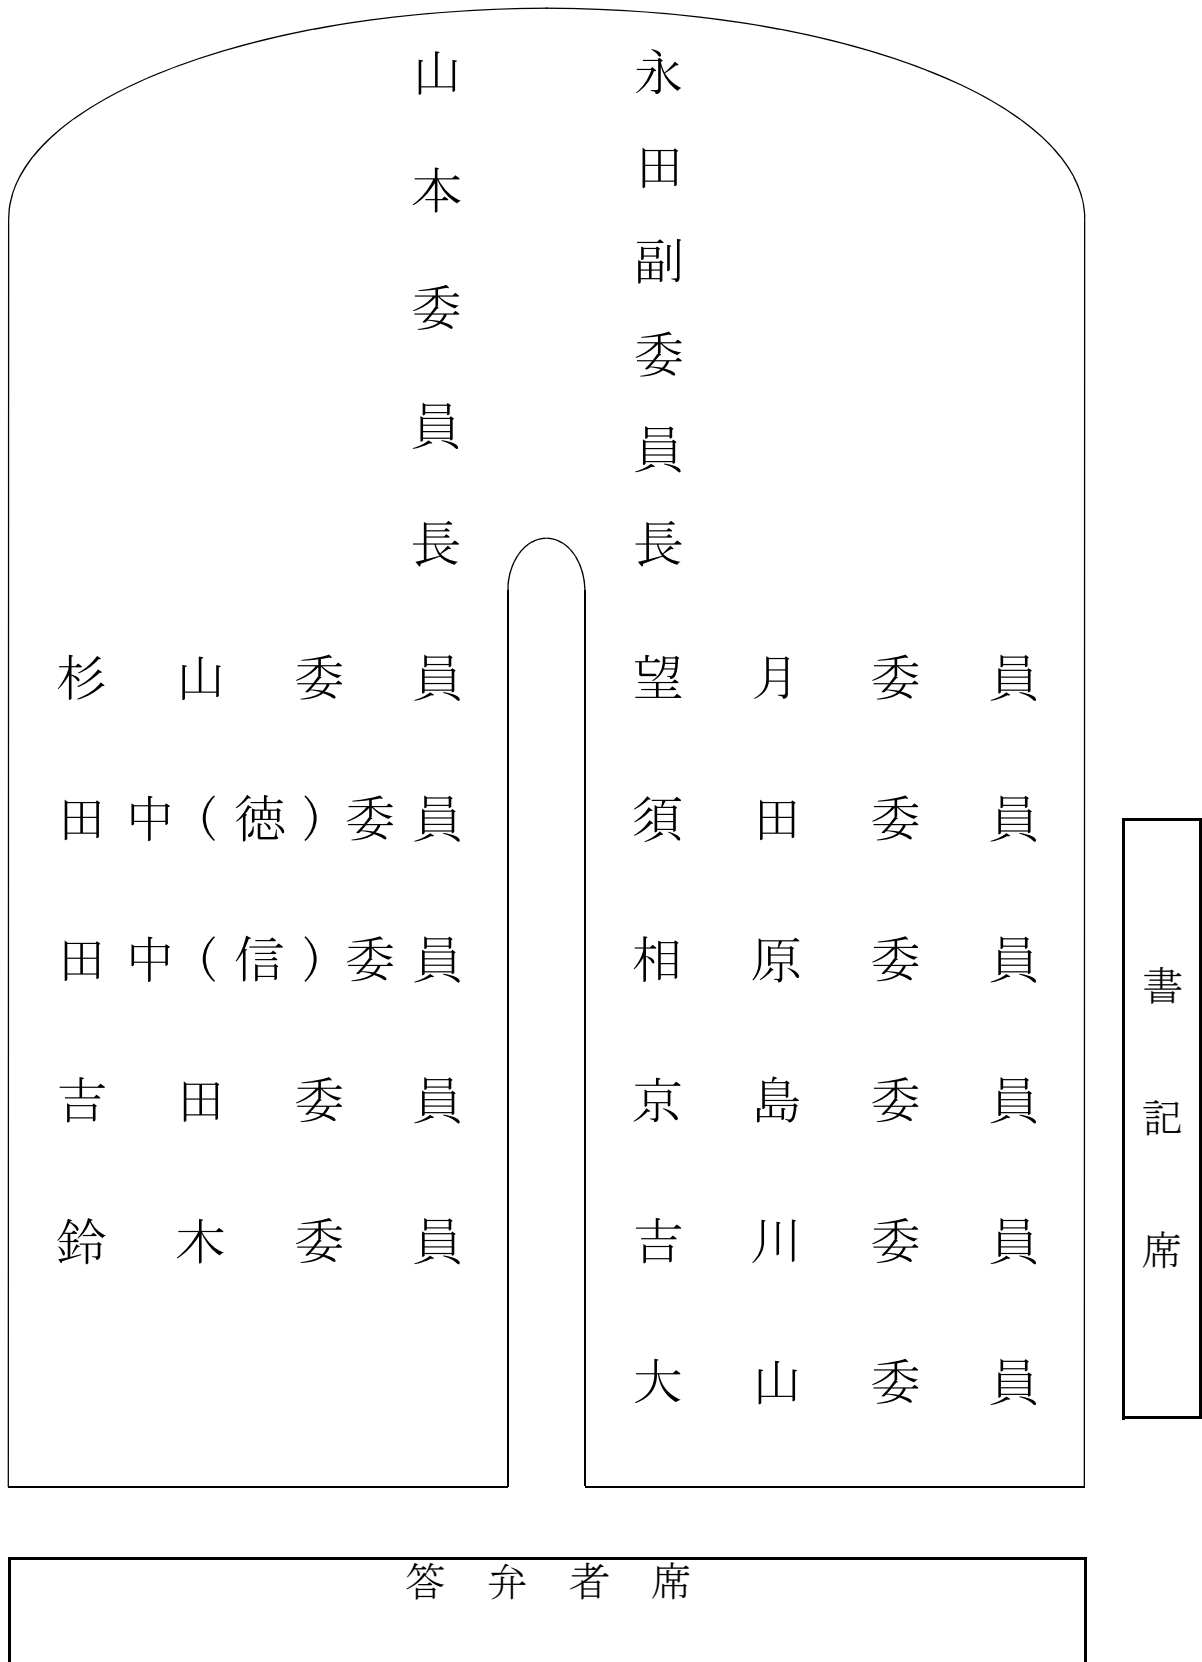 山本委員長
永田副委員長
杉山委員
望月委員
田中（徳）委員
須田委員
田中（信）委員
相原委員
吉田委員
京島委員
鈴木委員
吉川委員
大山委員
書記席
答弁者席